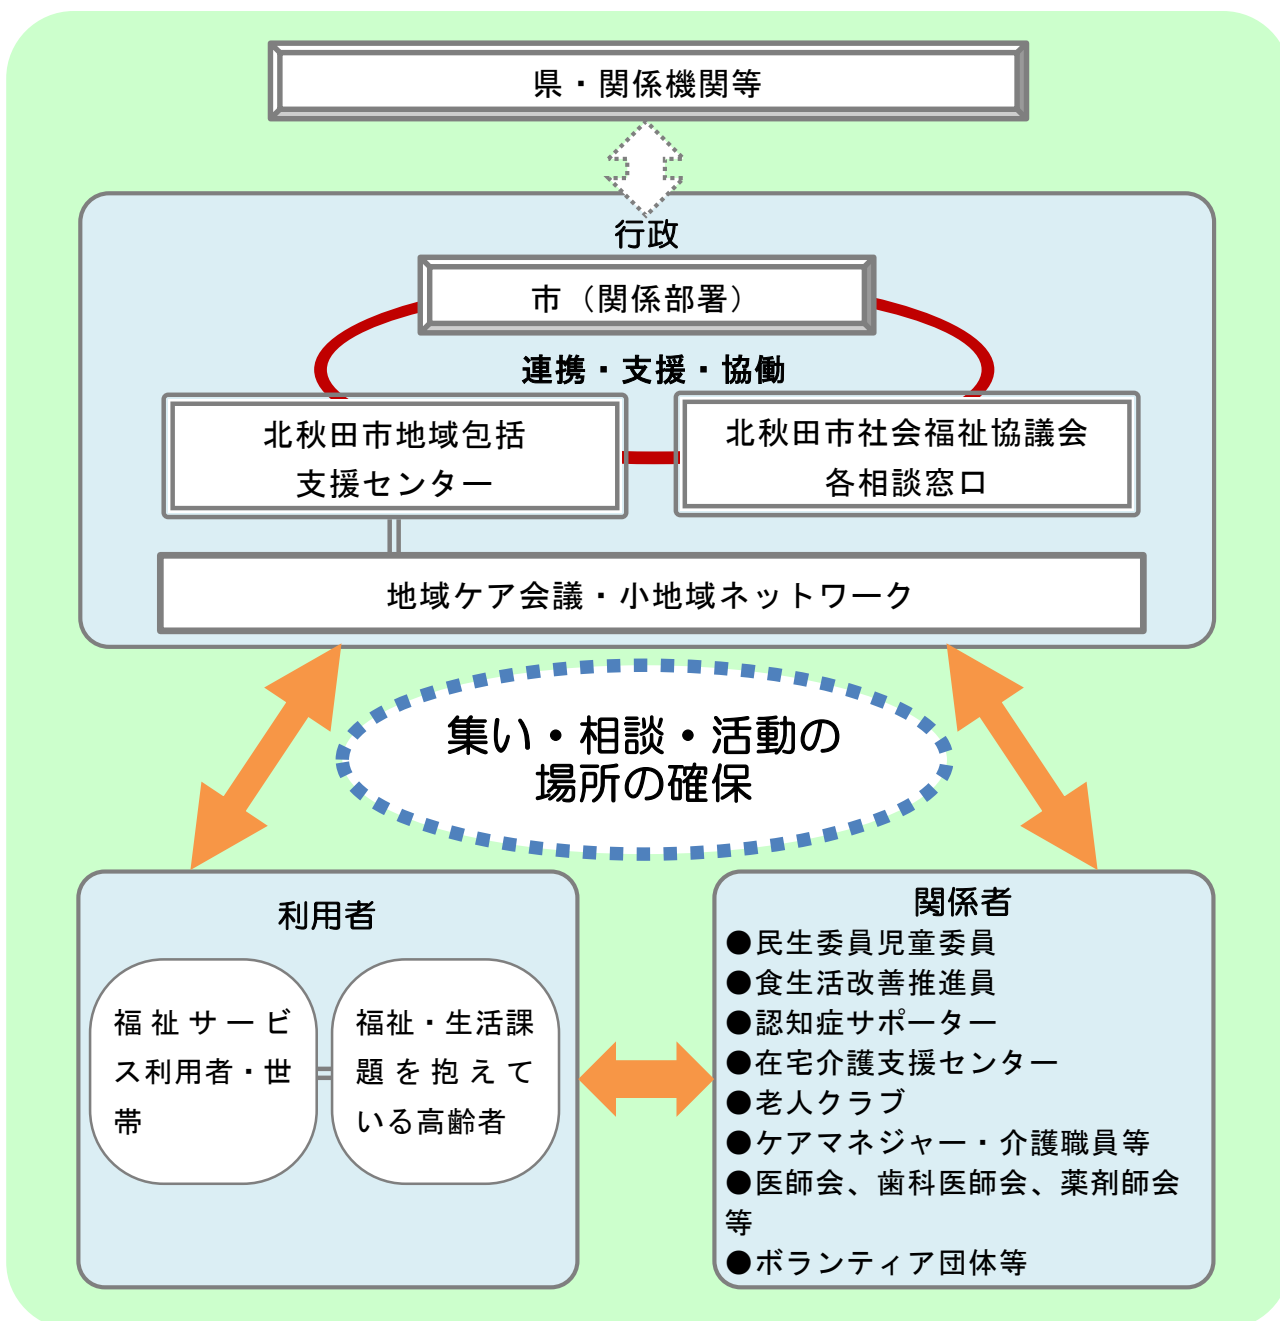 県・関係機関等
行政
市（関係部署）
連携・支援・協働
北秋田市地域包括
支援センター
北秋田市社会福祉協議会
各相談窓口
地域ケア会議・小地域ネットワーク
集い・相談・活動の
場所の確保
利用者
福祉サービ
ス利用者・世
帯
福祉・生活課
題を抱えて
いる高齢者
関係者
●民生委員児童委員
●食生活改善推進員
●認知症サポーター
●在宅介護支援センター
●老人クラブ
●ケアマネジャー・介護職員等
●医師会、歯科医師会、薬剤師会
等
●ボランティア団体等